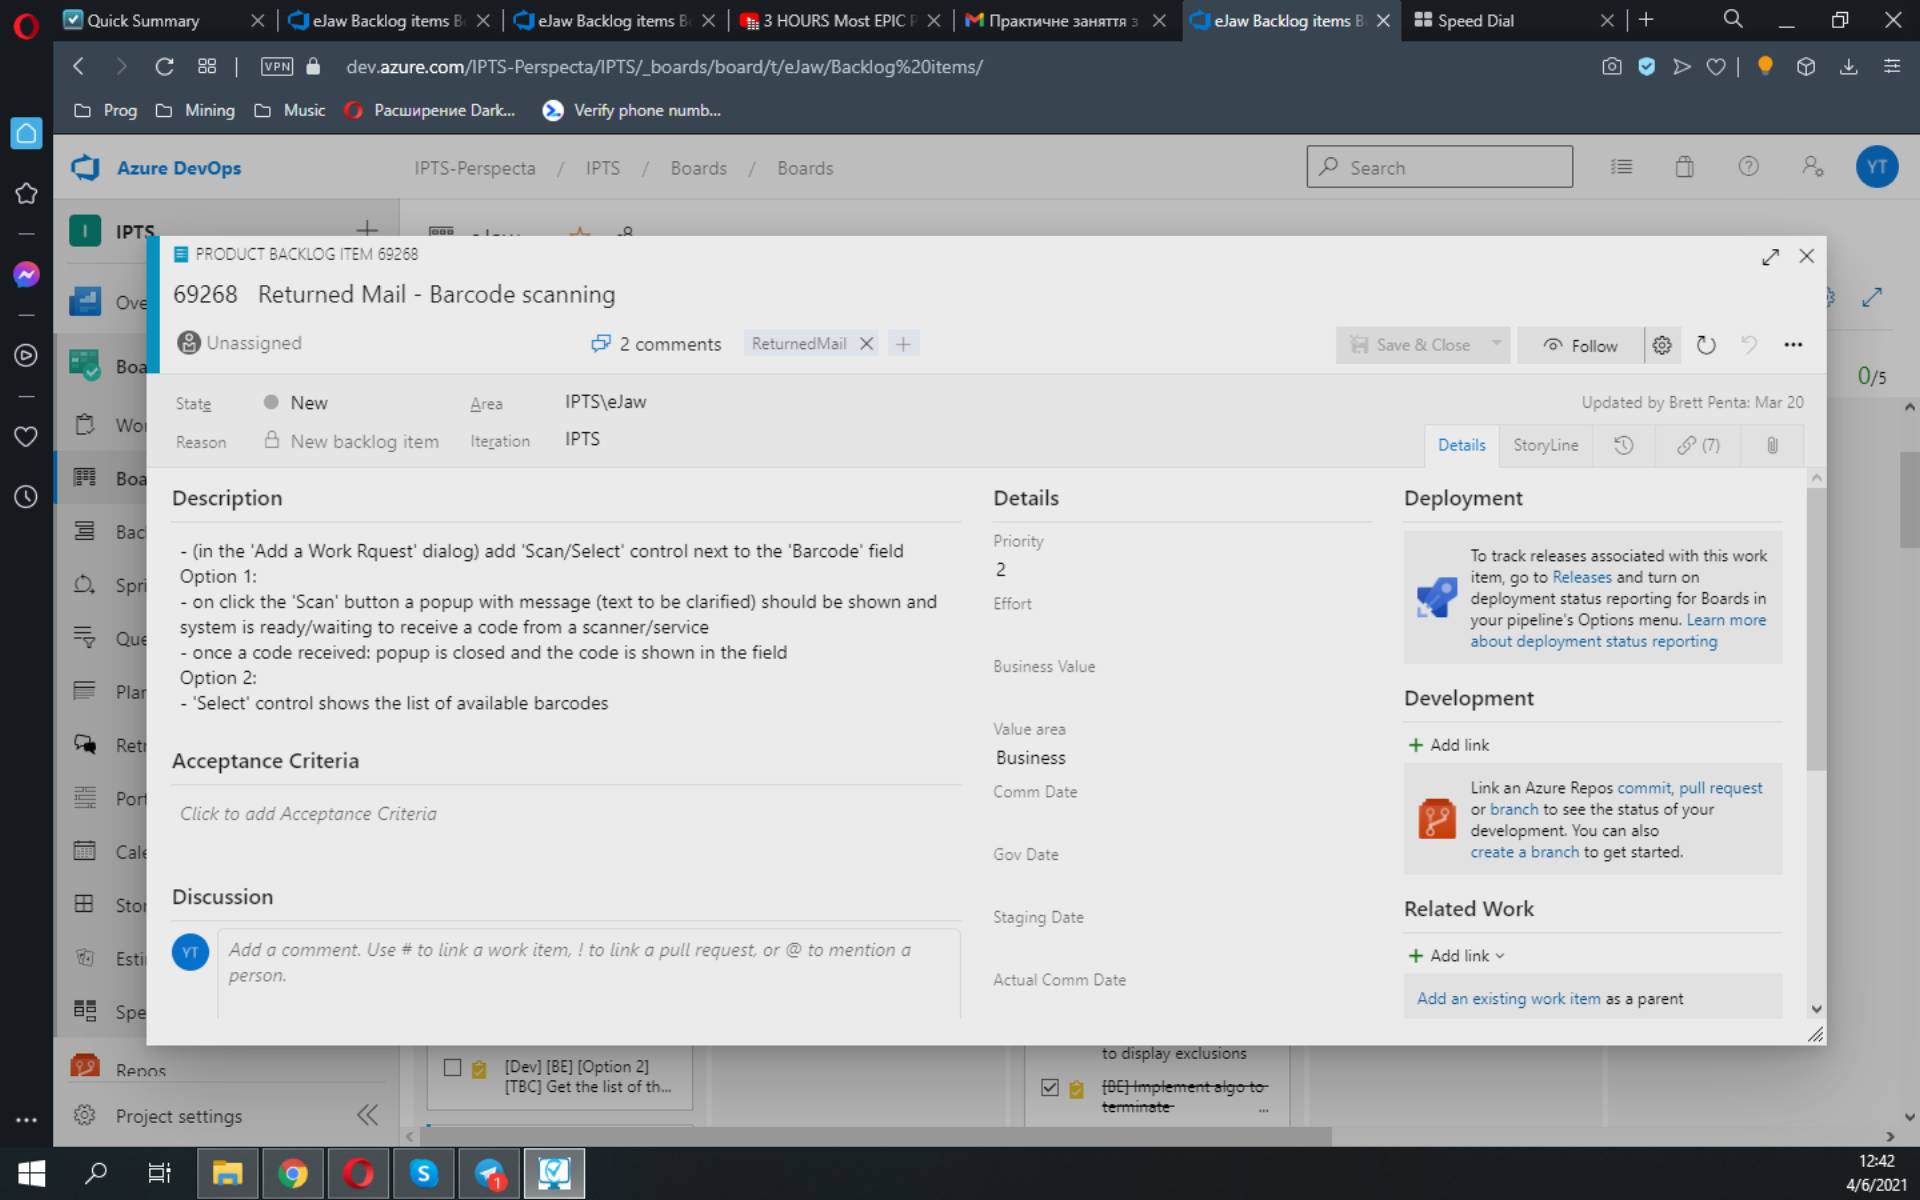 Quick Summary
eJaw Backlog items B
eJaw Backlog items B
3 HOURS Most EPIC
Практичне заняття з
eJaw Backlog items B
Speed Dial
VPN
dev.azure.com/IPTS-Perspecta/IPTS/_boards/board/t/eJaw/Backlog%20items/
Prog
Mining
Music
Расширение Dark...
Verify phone numb...
Azure DevOps
IPTS-Perspecta / IPTS / Boards / Boards
Search
YT
I IPTS
PRODUCT BACKLOG ITEM 69268
69268 Returned Mail - Barcode scanning
Unassigned
2 comments
ReturnedMail
Save & Close
Follow
State
New
Area
IPTS\eJaw
Updated by Brett Penta: Mar 20
Reason
New backlog item
Iteration
IPTS
Details
StoryLine
(7)
0/5
Ove
Boa
Wo
Boa
Bac
Spri
Que
Plar
Retr
Port
Cale
Stor
Esti
Spe
Repos
Project settings
Description
- (in the 'Add a Work Rquest' dialog) add 'Scan/Select' control next to the 'Barcode' field
Option 1:
- on click the 'Scan' button a popup with message (text to be clarified) should be shown and
system is ready/waiting to receive a code from a scanner/service
- once a code received: popup is closed and the code is shown in the field
Option 2:
- 'Select' control shows the list of available barcodes
Acceptance Criteria
Click to add Acceptance Criteria
Discussion
YT
Add a comment. Use # to link a work item, ! to link a pull request, or @ to mention a
person.
Details
Priority
2
Effort
Business Value
Value area
Business
Comm Date
Gov Date
Staging Date
Actual Comm Date
Deployment
To track releases associated with this work
item, go to Releases and turn on
deployment status reporting for Boards in
your pipeline's Options menu. Learn more
about deployment status reporting
Development
Add link
Link an Azure Repos commit, pull request
or branch to see the status of your
development. You can also
create a branch to get started.
Related Work
Add link
Add an existing work item as a parent
[Dev] [BE] [Option 2]
[TBC] Get the list of th...
to display exclusions
[BE] Implement algo to
terminate
...
1
12:42
4/6/2021